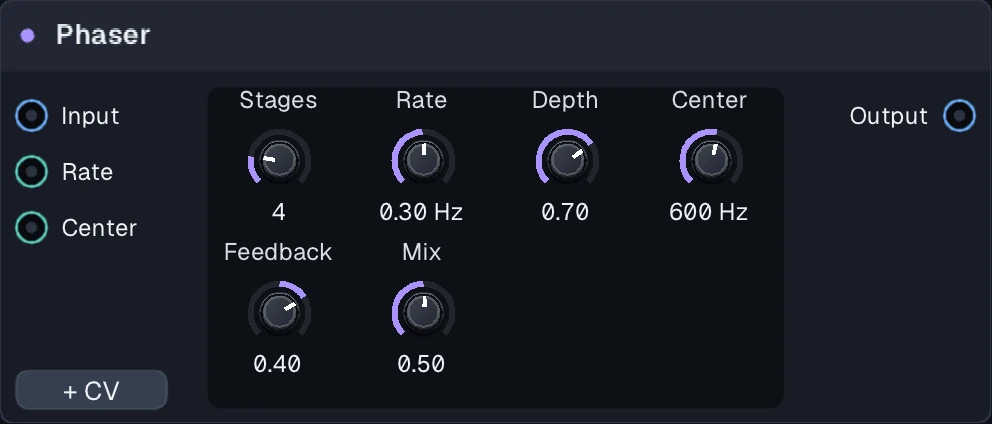 Phaser
Input
Rate
Center
+ CV
Stages Rate Depth Center
4 0.30 Hz 0.70 600 Hz
Feedback Mix
0.40 0.50
Output